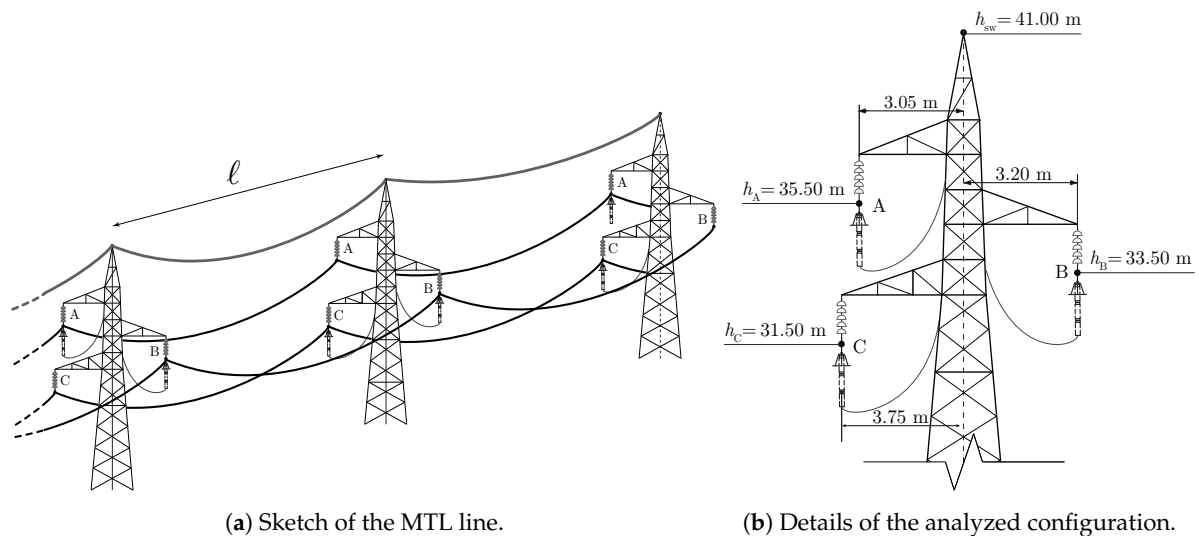 ℓ
A
B
C
A
B
C
A
B
C
h_sw = 41.00 m
3.05 m
3.20 m
h_A = 35.50 m
A
h_B = 33.50 m
B
h_C = 31.50 m
C
3.75 m
(a) Sketch of the MTL line.
(b) Details of the analyzed configuration.